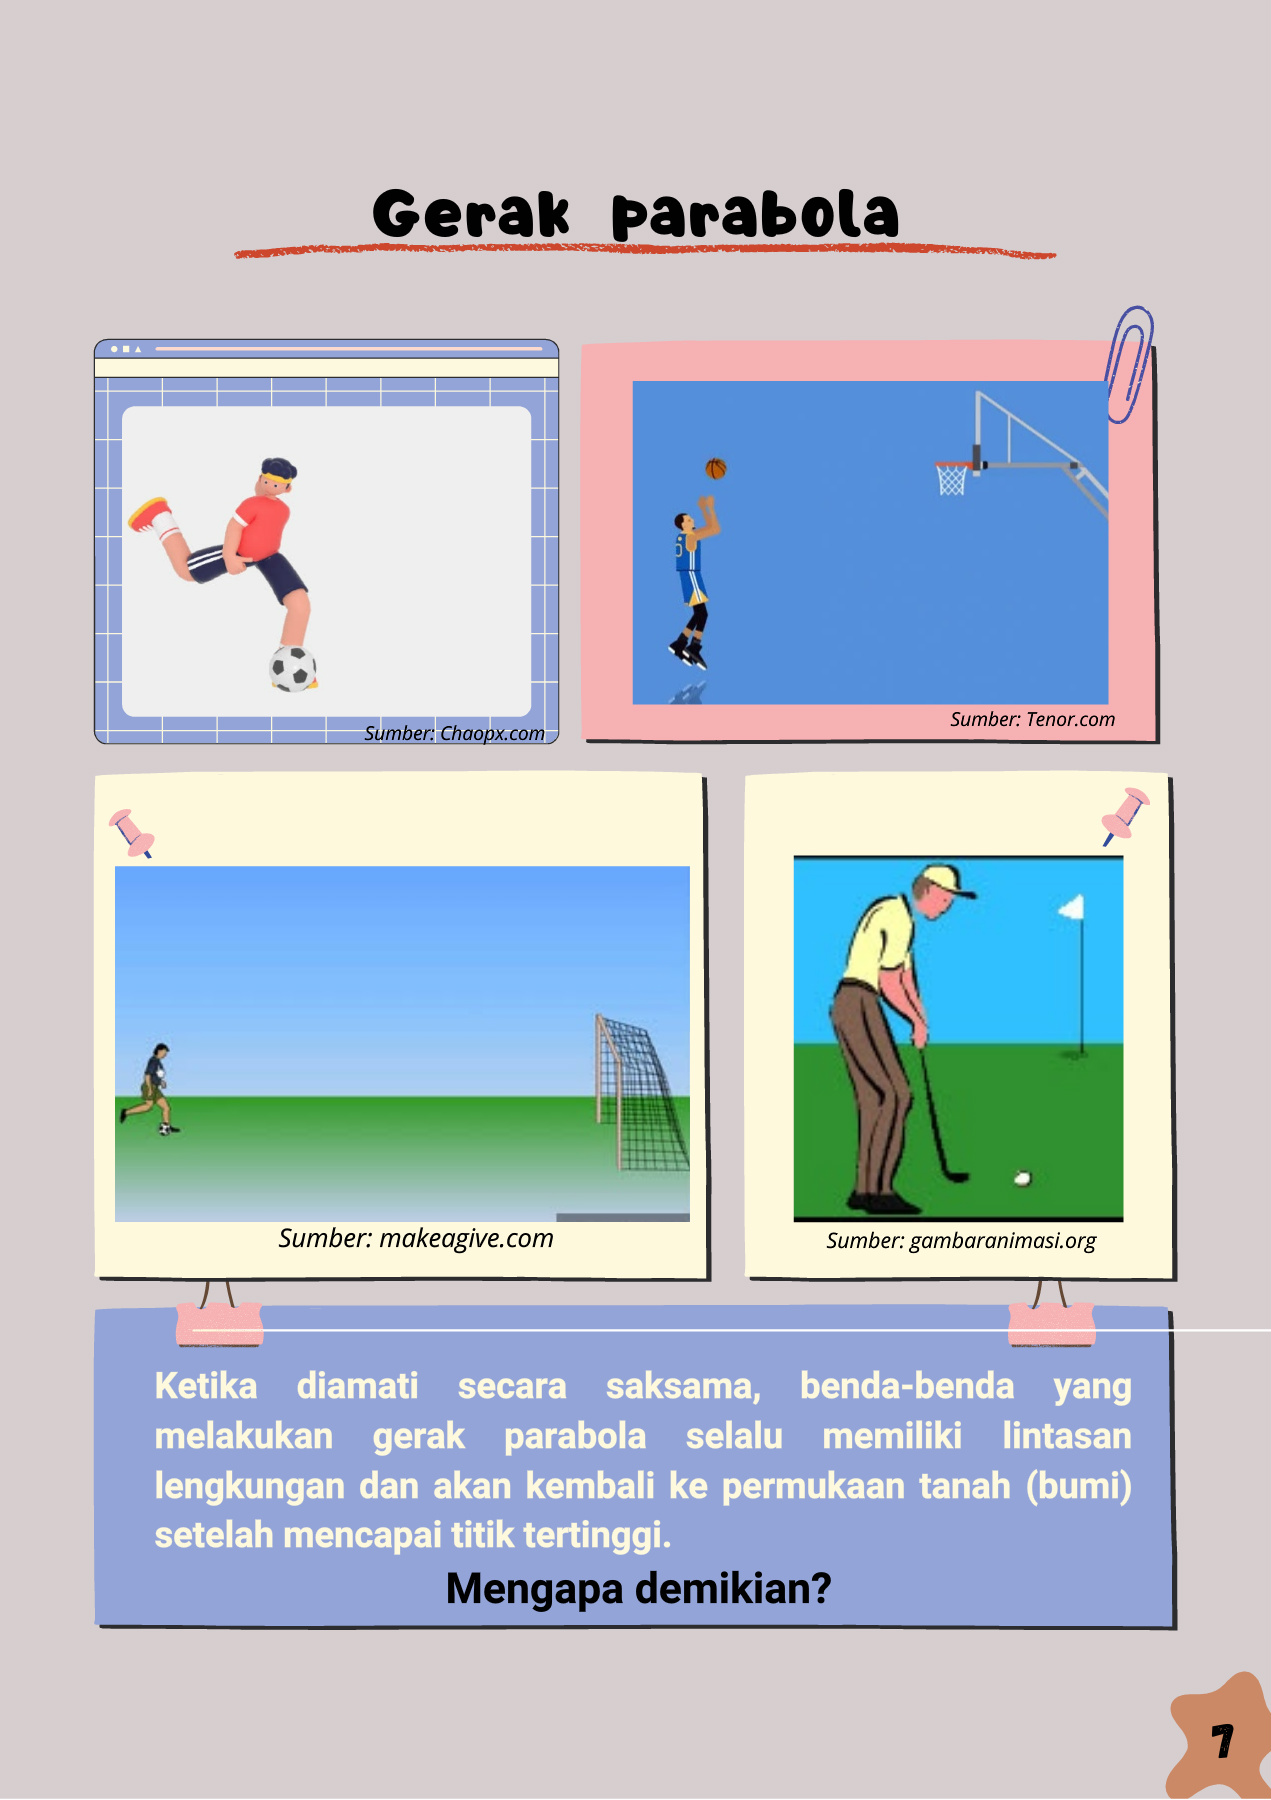 Gerak parabola
Sumber: Chaopx.com
Sumber: Tenor.com
Sumber: makeagive.com
Sumber: gambaranimasi.org
Ketika diamati secara saksama, benda-benda yang
melakukan gerak parabola selalu memiliki lintasan
lengkungan dan akan kembali ke permukaan tanah (bumi)
setelah mencapai titik tertinggi.
Mengapa demikian?
7